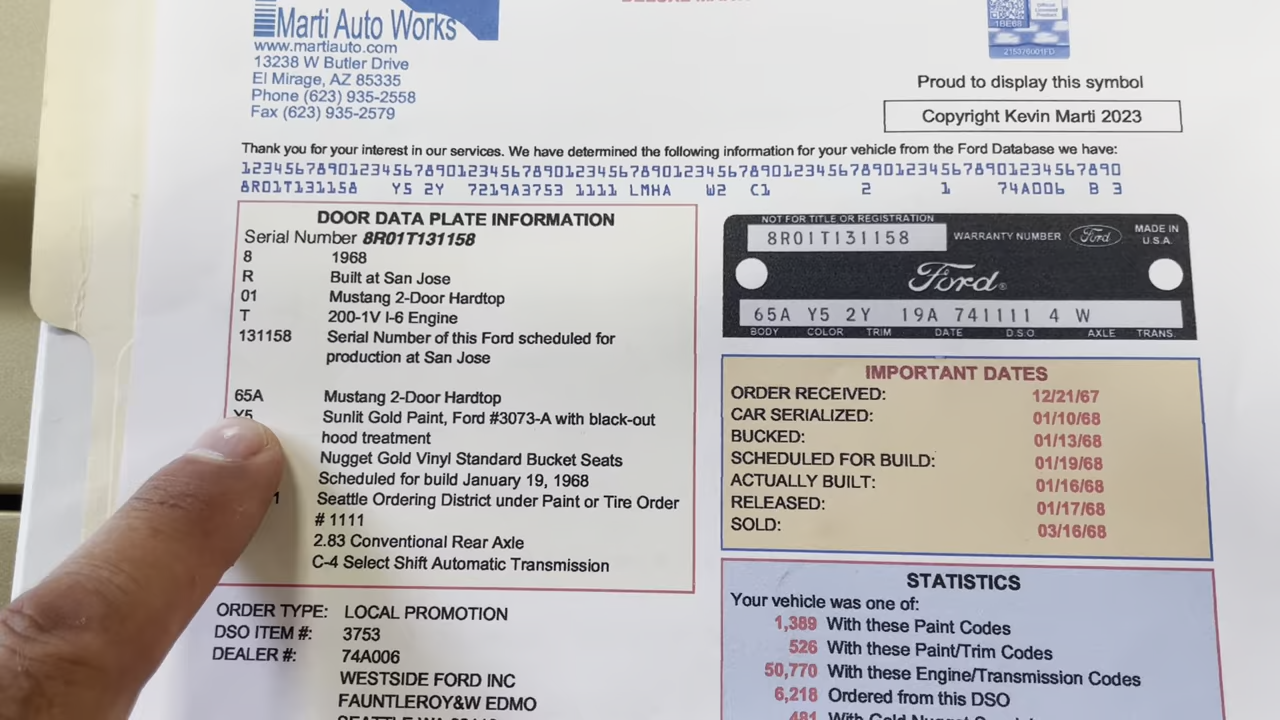 Marti Auto Works
www.martiauto.com
13238 W Butler Drive
El Mirage, AZ 85335
Phone (623) 935-2558
Fax (623) 935-2579
1BE68
Official Licensed Product
215376001FD
Proud to display this symbol
Copyright Kevin Marti 2023
Thank you for your interest in our services. We have determined the following information for your vehicle from the Ford Database we have:
12345678901234567890123456789012345678901234567890123456789012345678901234567890
8R01T131158 Y5 2Y 7219A3753 1111 LMHA W2 C1 2 1 74A006 B 3
DOOR DATA PLATE INFORMATION
Serial Number 8R01T131158
8 1968
R Built at San Jose
01 Mustang 2-Door Hardtop
T 200-1V I-6 Engine
131158 Serial Number of this Ford scheduled for
production at San Jose
65A Mustang 2-Door Hardtop
Y5 Sunlit Gold Paint, Ford #3073-A with black-out
hood treatment
Nugget Gold Vinyl Standard Bucket Seats
Scheduled for build January 19, 1968
1 Seattle Ordering District under Paint or Tire Order
# 1111
2.83 Conventional Rear Axle
C-4 Select Shift Automatic Transmission
ORDER TYPE: LOCAL PROMOTION
DSO ITEM #: 3753
DEALER #: 74A006
WESTSIDE FORD INC
FAUNTLEROY&W EDMO
NOT FOR TITLE OR REGISTRATION
8R01T131158 WARRANTY NUMBER Ford MADE IN
U.S.A.
Ford®
65A Y5 2Y 19A 741111 4 W
BODY COLOR TRIM DATE D.S.O. AXLE TRANS.
IMPORTANT DATES
ORDER RECEIVED: 12/21/67
CAR SERIALIZED: 01/10/68
BUCKED: 01/13/68
SCHEDULED FOR BUILD: 01/19/68
ACTUALLY BUILT: 01/16/68
RELEASED: 01/17/68
SOLD: 03/16/68
STATISTICS
Your vehicle was one of:
1,389 With these Paint Codes
526 With these Paint/Trim Codes
50,770 With these Engine/Transmission Codes
6,218 Ordered from this DSO
481 With Gold Nugget